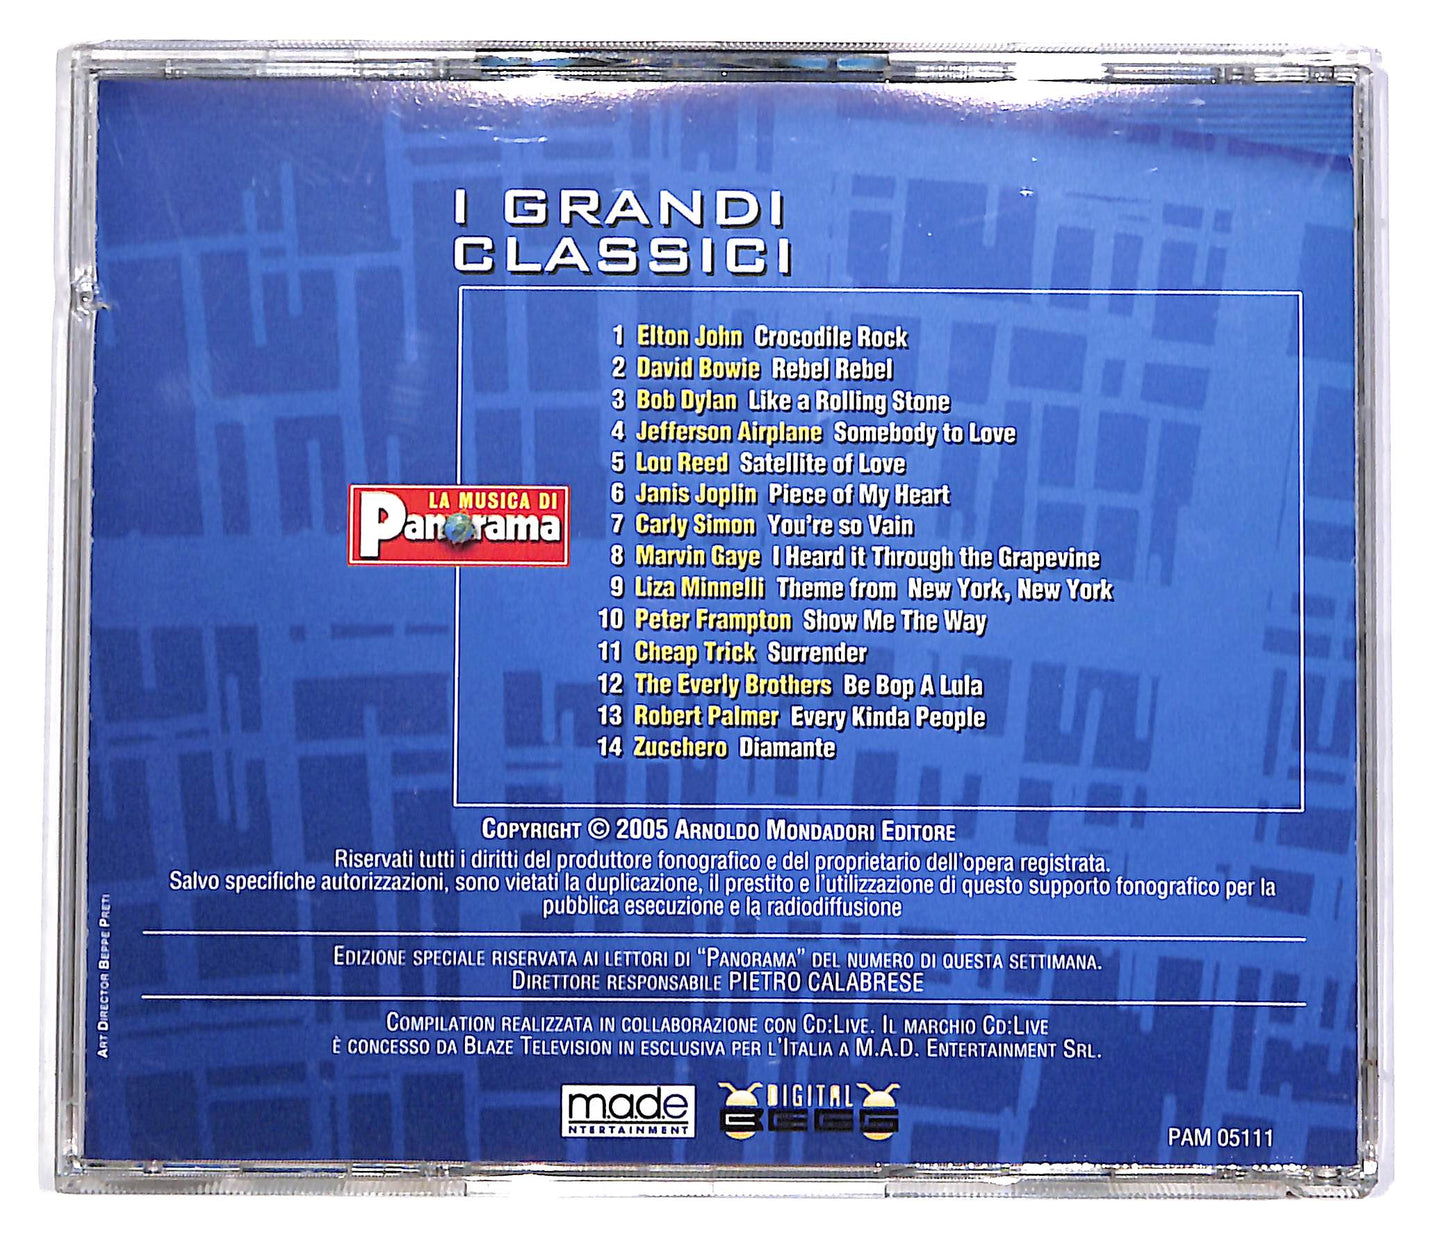 I GRANDI
CLASSICI
1 Elton John Crocodile Rock
2 David Bowie Rebel Rebel
3 Bob Dylan Like a Rolling Stone
4 Jefferson Airplane Somebody to Love
5 Lou Reed Satellite of Love
6 Janis Joplin Piece of My Heart
7 Carly Simon You're so Vain
8 Marvin Gaye I Heard it Through the Grapevine
9 Liza Minnelli Theme from New York, New York
10 Peter Frampton Show Me The Way
11 Cheap Trick Surrender
12 The Everly Brothers Be Bop A Lula
13 Robert Palmer Every Kinda People
14 Zucchero Diamante
LA MUSICA DI
Panorama
COPYRIGHT © 2005 ARNOLDO MONDADORI EDITORE
Riservati tutti i diritti del produttore fonografico e del proprietario dell'opera registrata.
Salvo specifiche autorizzazioni, sono vietati la duplicazione, il prestito e l'utilizzazione di questo supporto fonografico per la
pubblica esecuzione e la radiodiffusione
EDIZIONE SPECIALE RISERVATA AI LETTORI DI "PANORAMA" DEL NUMERO DI QUESTA SETTIMANA.
DIRETTORE RESPONSABILE PIETRO CALABRESE
COMPILATION REALIZZATA IN COLLABORAZIONE CON CD:LIVE. IL MARCHIO CD:LIVE
È CONCESSO DA BLAZE TELEVISION IN ESCLUSIVA PER L'ITALIA A M.A.D. ENTERTAINMENT SRL.
ART DIRECTOR BEPPE PRETI
m.a.d.e
NTERTAINMENT
DIGITAL
BEGG
PAM 05111